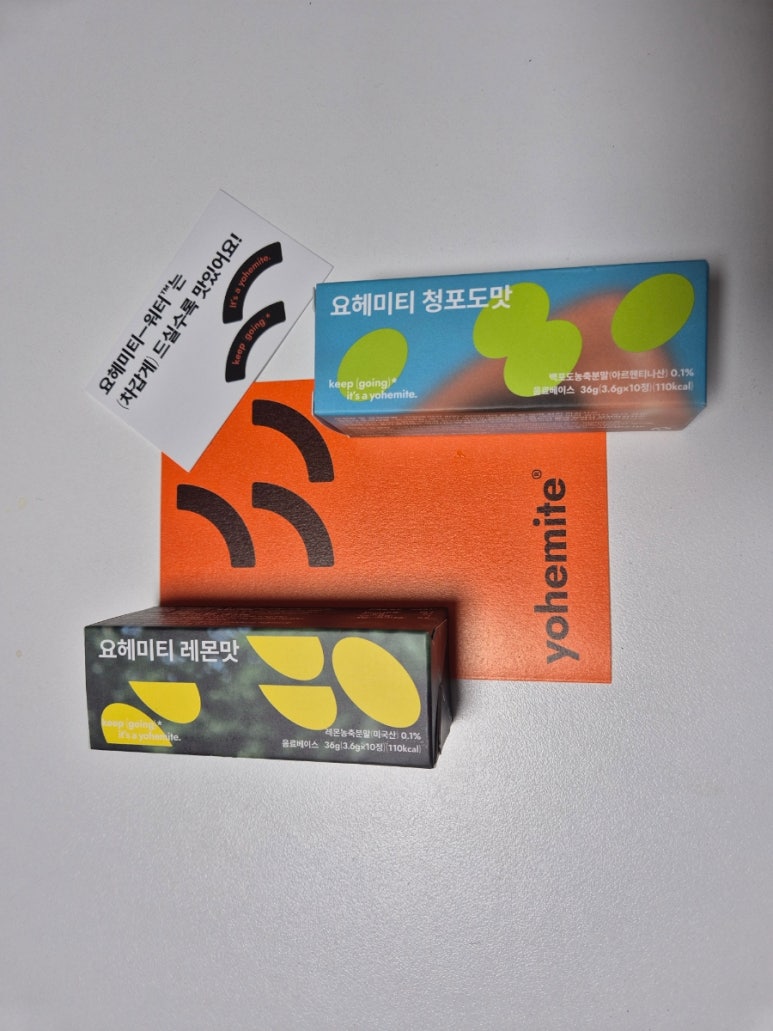 요헤미티—워터™는
(차갑게) 드실수록 맛있어요!
it's a yohemite.
keep (going)*
요헤미티 청포도맛
keep (going)*
it's a yohemite.
백포도농축분말(아르헨티나산) 0.1%
음료베이스 36g(3.6g×10정)(110kcal)
yohemite®
요헤미티 레몬맛
keep (going)*
it's a yohemite.
레몬농축분말(미국산) 0.1%
음료베이스 36g(3.6g×10정)(110kcal)